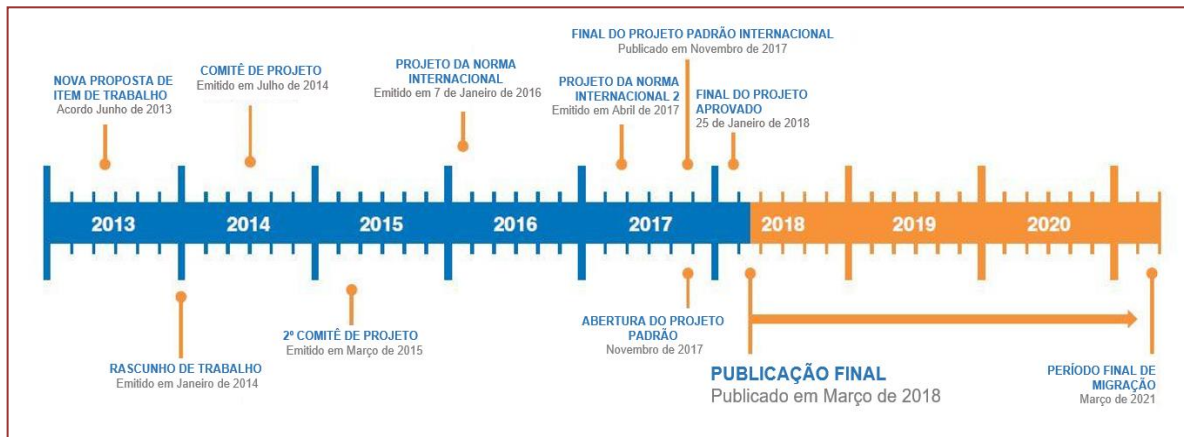 FINAL DO PROJETO PADRÃO INTERNACIONAL
Publicado em Novembro de 2017
NOVA PROPOSTA DE
ITEM DE TRABALHO
Acordo Junho de 2013
COMITÊ DE PROJETO
Emitido em Julho de 2014
PROJETO DA NORMA
INTERNACIONAL
Emitido em 7 de Janeiro de 2016
PROJETO DA NORMA
INTERNACIONAL 2
Emitido em Abril de 2017
FINAL DO PROJETO
APROVADO
25 de Janeiro de 2018
2013
2014
2015
2016
2017
2018
2019
2020
RASCUNHO DE TRABALHO
Emitido em Janeiro de 2014
2º COMITÊ DE PROJETO
Emitido em Março de 2015
ABERTURA DO PROJETO
PADRÃO
Novembro de 2017
PUBLICAÇÃO FINAL
Publicado em Março de 2018
PERÍODO FINAL DE
MIGRAÇÃO
Março de 2021